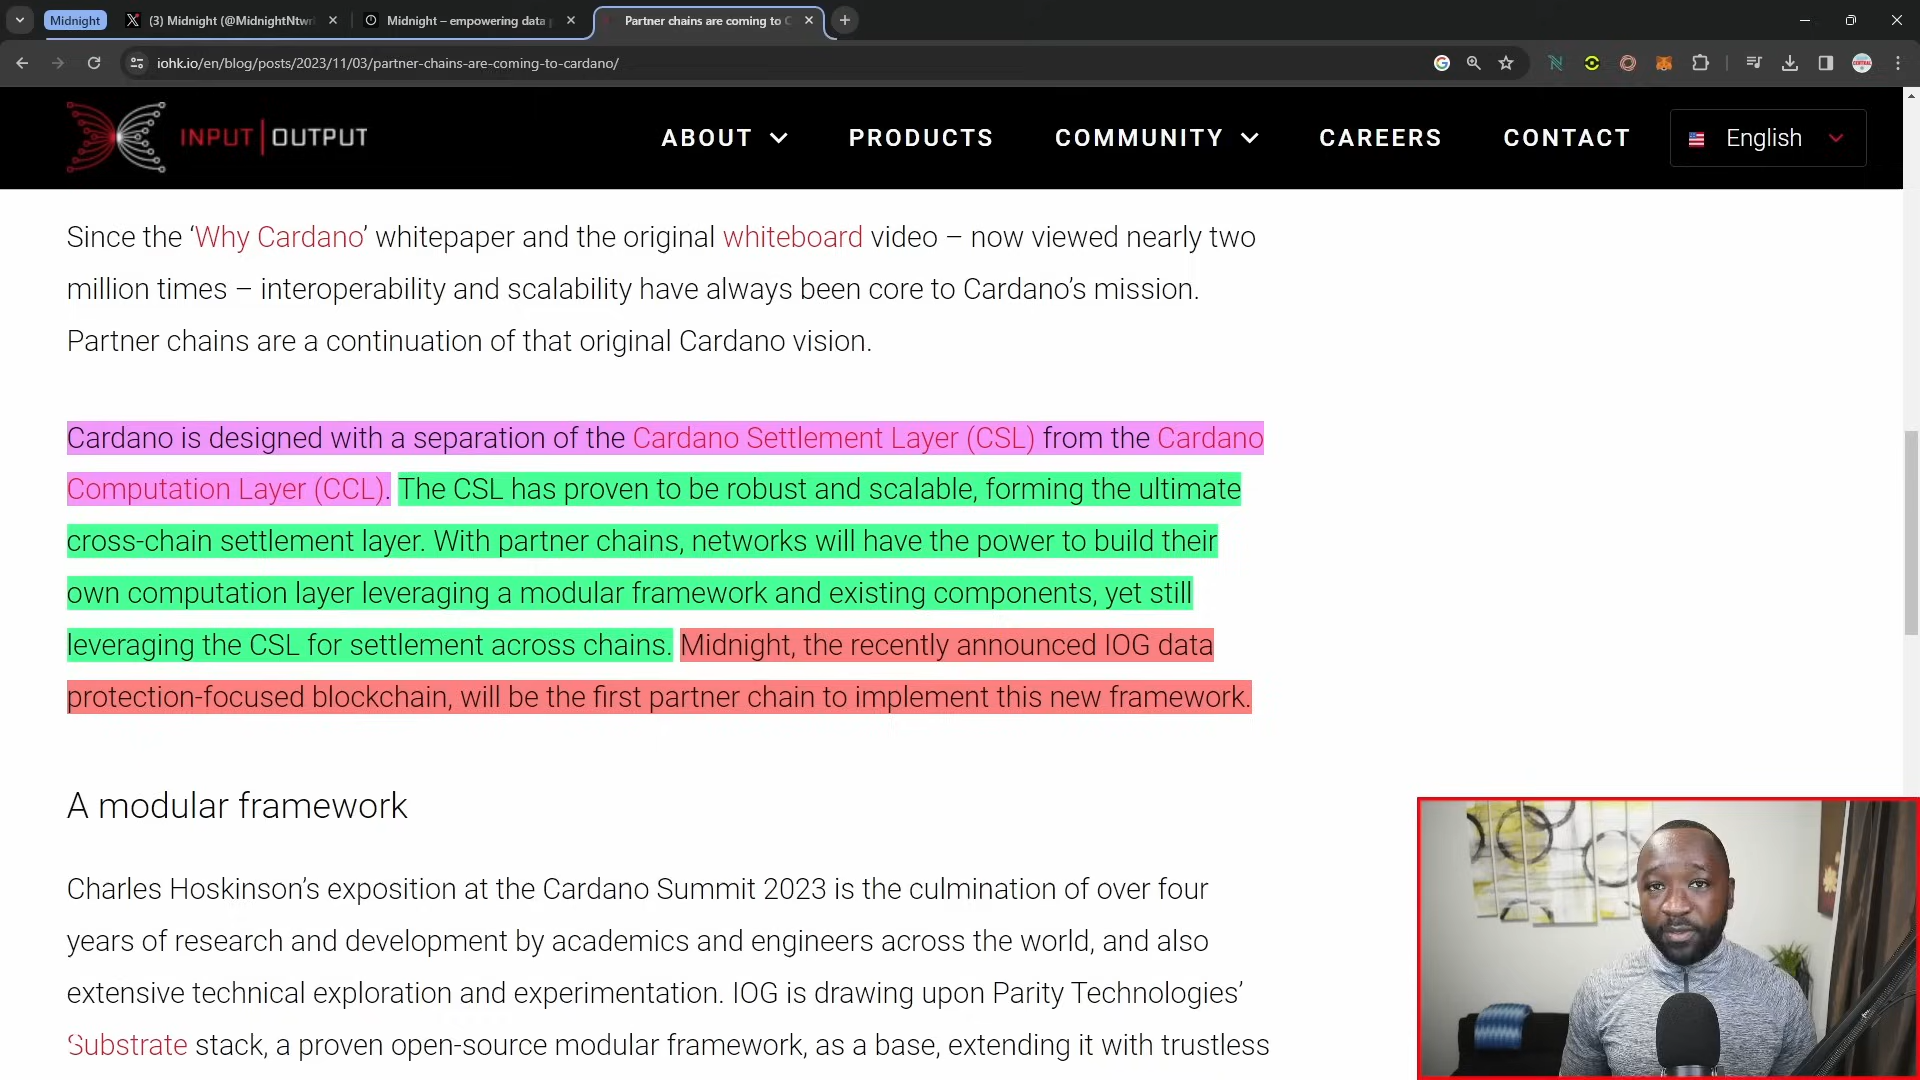 Midnight
(3) Midnight (@MidnightNtwr
Midnight – empowering data p
Partner chains are coming to C
iohk.io/en/blog/posts/2023/11/03/partner-chains-are-coming-to-cardano/
INPUT | OUTPUT
ABOUT
PRODUCTS
COMMUNITY
CAREERS
CONTACT
English
Since the ‘Why Cardano’ whitepaper and the original whiteboard video – now viewed nearly two
million times – interoperability and scalability have always been core to Cardano’s mission.
Partner chains are a continuation of that original Cardano vision.
Cardano is designed with a separation of the Cardano Settlement Layer (CSL) from the Cardano
Computation Layer (CCL). The CSL has proven to be robust and scalable, forming the ultimate
cross-chain settlement layer. With partner chains, networks will have the power to build their
own computation layer leveraging a modular framework and existing components, yet still
leveraging the CSL for settlement across chains. Midnight, the recently announced IOG data
protection-focused blockchain, will be the first partner chain to implement this new framework.
A modular framework
Charles Hoskinson’s exposition at the Cardano Summit 2023 is the culmination of over four
years of research and development by academics and engineers across the world, and also
extensive technical exploration and experimentation. IOG is drawing upon Parity Technologies’
Substrate stack, a proven open-source modular framework, as a base, extending it with trustless